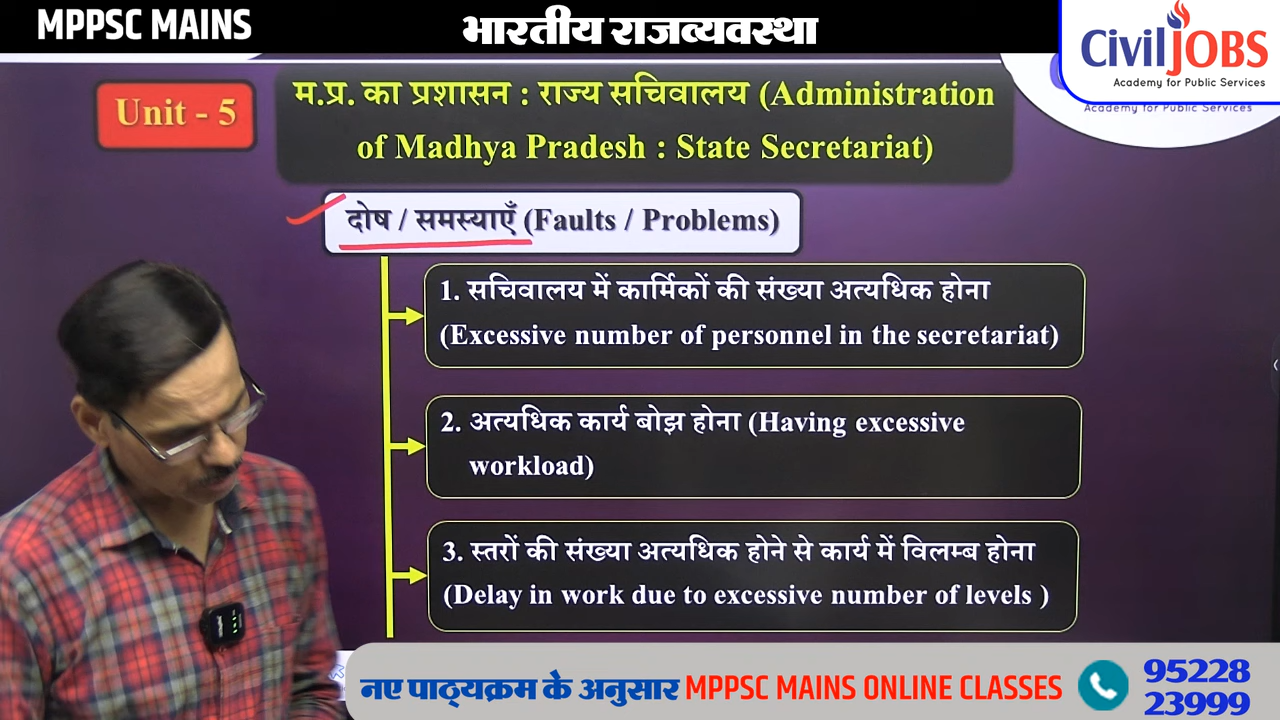 MPPSC MAINS
भारतीय राजव्यवस्था
CivilJOBS
Academy for Public Services
Academy for Public Services
Unit - 5
म.प्र. का प्रशासन : राज्य सचिवालय (Administration
of Madhya Pradesh : State Secretariat)
दोष / समस्याएँ (Faults / Problems)
1. सचिवालय में कार्मिकों की संख्या अत्यधिक होना
(Excessive number of personnel in the secretariat)
2. अत्यधिक कार्य बोझ होना (Having excessive
workload)
3. स्तरों की संख्या अत्यधिक होने से कार्य में विलम्ब होना
(Delay in work due to excessive number of levels )
नए पाठ्यक्रम के अनुसार MPPSC MAINS ONLINE CLASSES
95228
23999